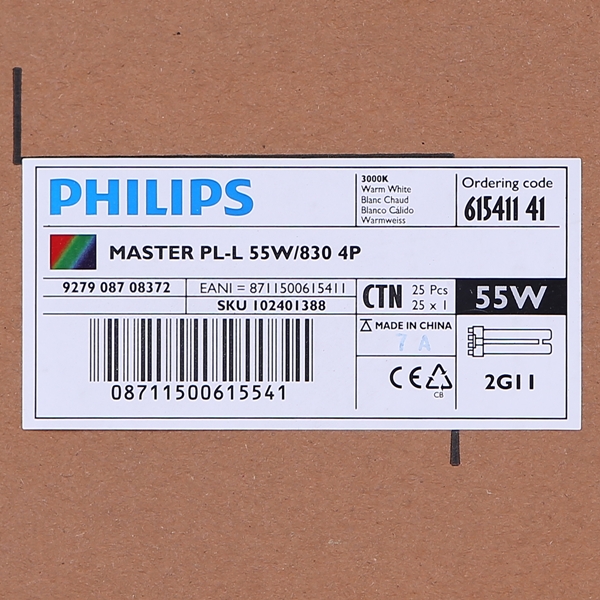 PHILIPS
3000K
Warm White
Blanc Chaud
Blanco Cálido
Warmweiss
Ordering code
615411 41
MASTER PL-L 55W/830 4P
9279 087 08372
EANI = 8711500615411
SKU 102401388
CTN
25 Pcs
25 x 1
55W
MADE IN CHINA
7 A
08711500615541
CE
CB
2G11